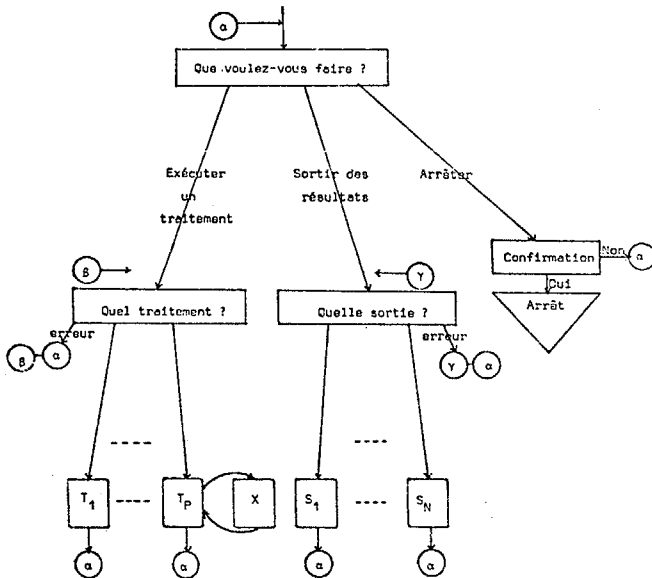 α
Que voulez-vous faire ?
Exécuter
un
traitement
Sortir des
résultats
Arrêter
β
γ
Confirmation
Non
α
Cui
Arrêt
Quel traitement ?
Quelle sortie ?
erreur
β α
erreur
γ α
---- ----
T1 ---- TP X S1 ---- SN
α α α α